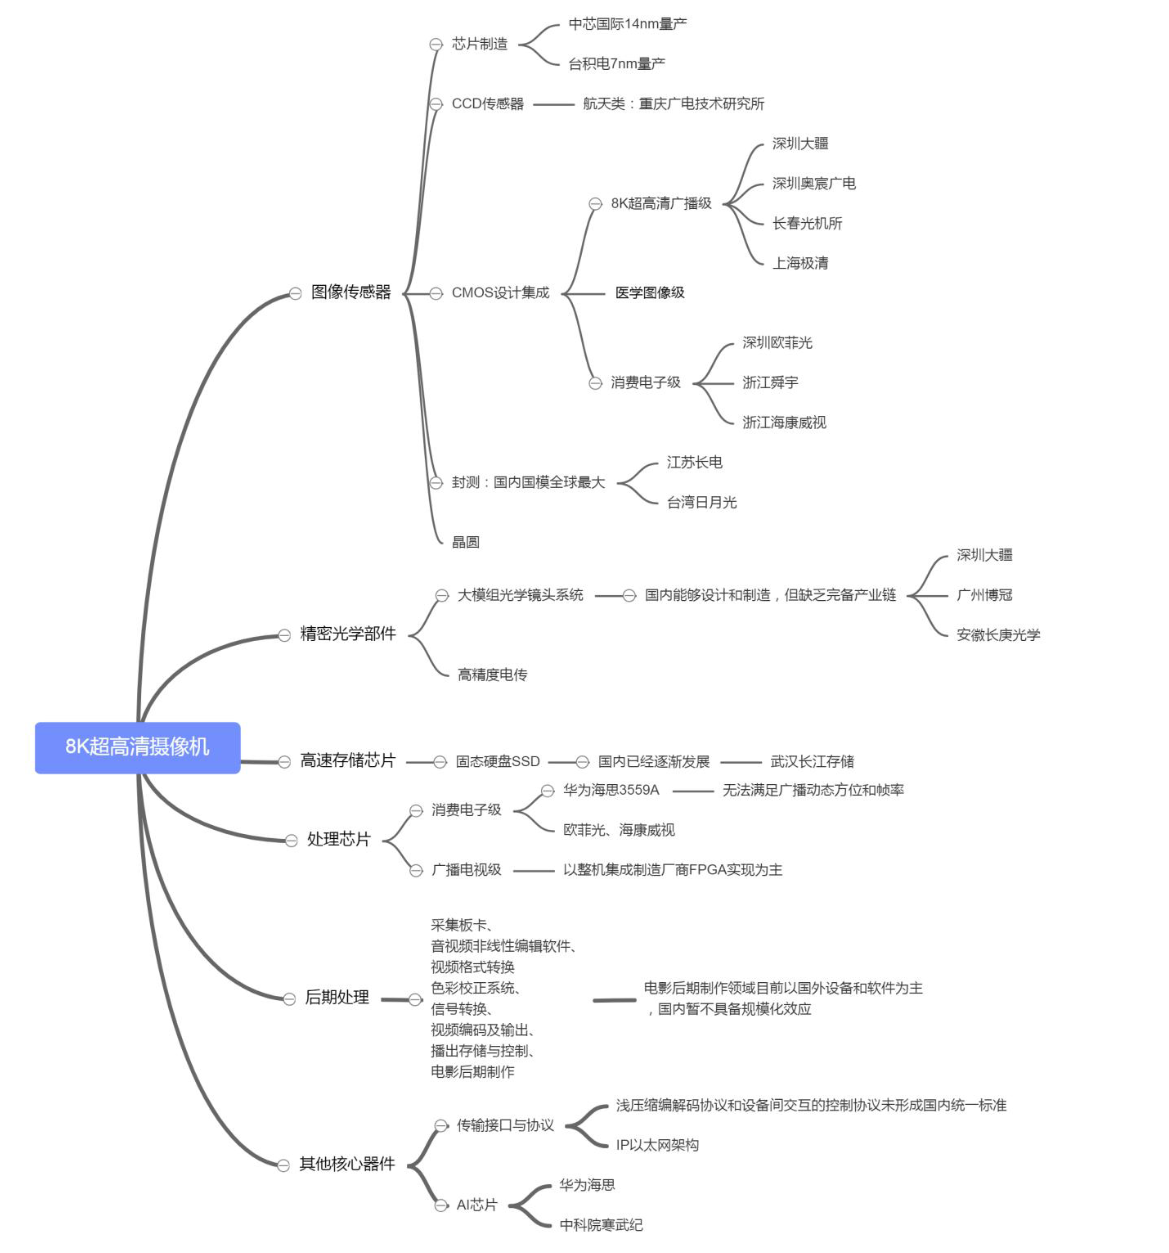 中芯国际14nm量产
芯片制造
台积电7nm量产
CCD传感器
航天类：重庆广电技术研究所
深圳大疆
深圳奥宸广电
8K超高清广播级
长春光机所
上海极清
图像传感器
CMOS设计集成
医学图像级
深圳欧菲光
消费电子级
浙江舜宇
浙江海康威视
江苏长电
封测：国内国模全球最大
台湾日月光
晶圆
深圳大疆
大模组光学镜头系统
国内能够设计和制造，但缺乏完备产业链
广州博冠
精密光学部件
安徽长庚光学
高精度电传
8K超高清摄像机
高速存储芯片
固态硬盘SSD
国内已经逐渐发展
武汉长江存储
华为海思3559A
无法满足广播动态方位和帧率
消费电子级
欧菲光、海康威视
处理芯片
广播电视级
以整机集成制造厂商FPGA实现为主
采集板卡、
音视频非线性编辑软件、
视频格式转换
色彩校正系统、
信号转换、
视频编码及输出、
播出存储与控制、
电影后期制作
后期处理
电影后期制作领域目前以国外设备和软件为主
，国内暂不具备规模化效应
浅压缩编解码协议和设备间交互的控制协议未形成国内统一标准
传输接口与协议
IP以太网架构
其他核心器件
华为海思
AI芯片
中科院寒武纪